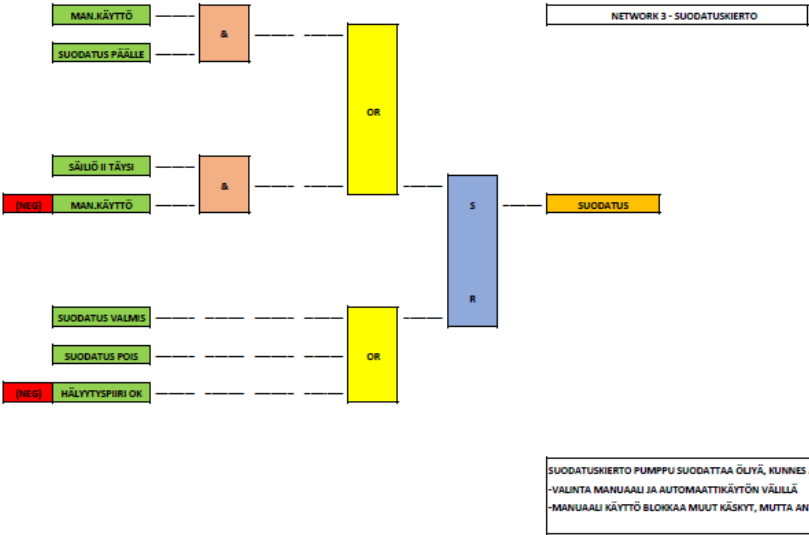 MAN.KÄYTTÖ
&
NETWORK 3 - SUODATUSKIERTO
SUODATUS PÄÄLLE
OR
SÄILIÖ II TÄYSI
&
(NEG) MAN.KÄYTTÖ
S
SUODATUS
R
SUODATUS VALMIS
SUODATUS POIS
OR
(NEG) HÄLYYTYSPIIRI OK
SUODATUSKIERTO PUMPPU SUODATTAA ÖLJYÄ, KUNNES
-VALINTA MANUAALI JA AUTOMAATTIKÄYTÖN VÄLILLÄ
-MANUAALI KÄYTTÖ BLOKKAA MUUT KÄSKYT, MUTTA AN